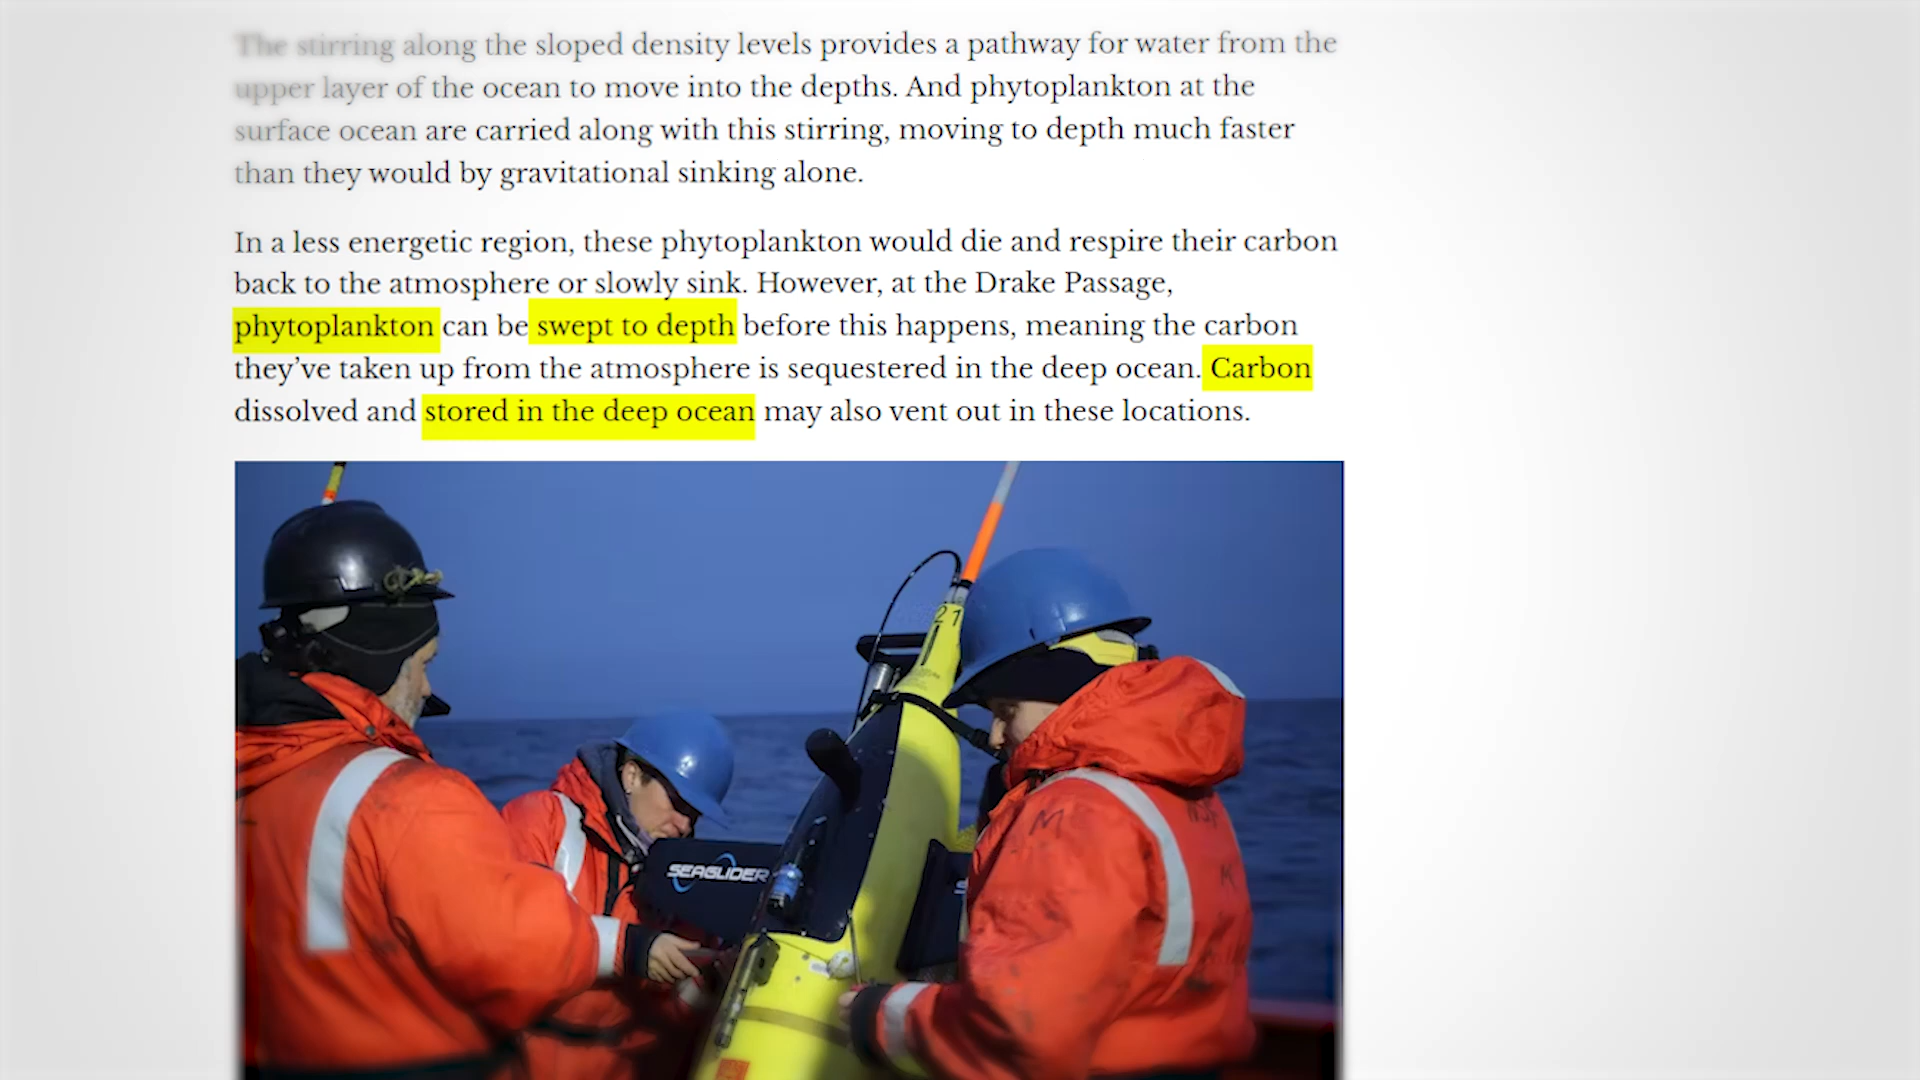 The stirring along the sloped density levels provides a pathway for water from the
upper layer of the ocean to move into the depths. And phytoplankton at the
surface ocean are carried along with this stirring, moving to depth much faster
than they would by gravitational sinking alone.
In a less energetic region, these phytoplankton would die and respire their carbon
back to the atmosphere or slowly sink. However, at the Drake Passage,
phytoplankton can be swept to depth before this happens, meaning the carbon
they’ve taken up from the atmosphere is sequestered in the deep ocean. Carbon
dissolved and stored in the deep ocean may also vent out in these locations.
21
SEAGLIDER
M
M